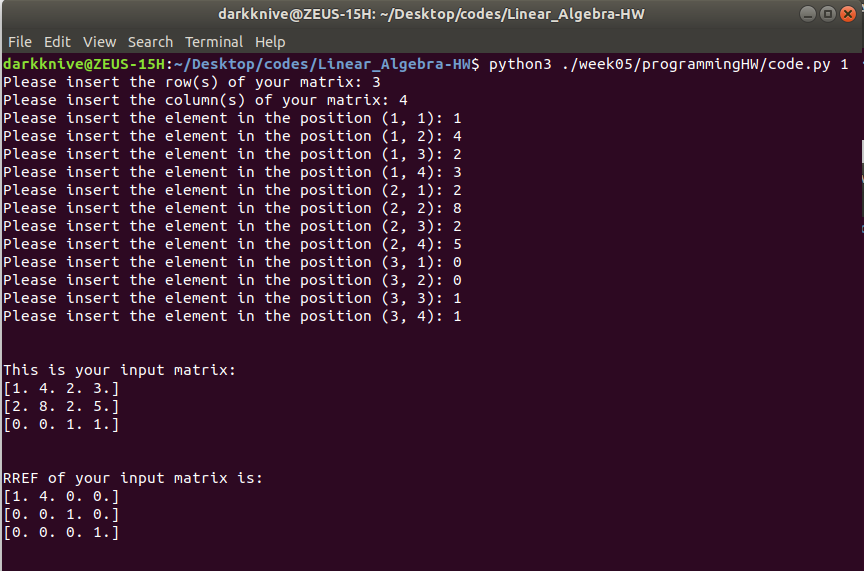 darkknive@ZEUS-15H: ~/Desktop/codes/Linear_Algebra-HW
File Edit View Search Terminal Help
darkknive@ZEUS-15H:~/Desktop/codes/Linear_Algebra-HW$ python3 ./week05/programmingHW/code.py 1
Please insert the row(s) of your matrix: 3
Please insert the column(s) of your matrix: 4
Please insert the element in the position (1, 1): 1
Please insert the element in the position (1, 2): 4
Please insert the element in the position (1, 3): 2
Please insert the element in the position (1, 4): 3
Please insert the element in the position (2, 1): 2
Please insert the element in the position (2, 2): 8
Please insert the element in the position (2, 3): 2
Please insert the element in the position (2, 4): 5
Please insert the element in the position (3, 1): 0
Please insert the element in the position (3, 2): 0
Please insert the element in the position (3, 3): 1
Please insert the element in the position (3, 4): 1
This is your input matrix:
[1. 4. 2. 3.]
[2. 8. 2. 5.]
[0. 0. 1. 1.]
RREF of your input matrix is:
[1. 4. 0. 0.]
[0. 0. 1. 0.]
[0. 0. 0. 1.]